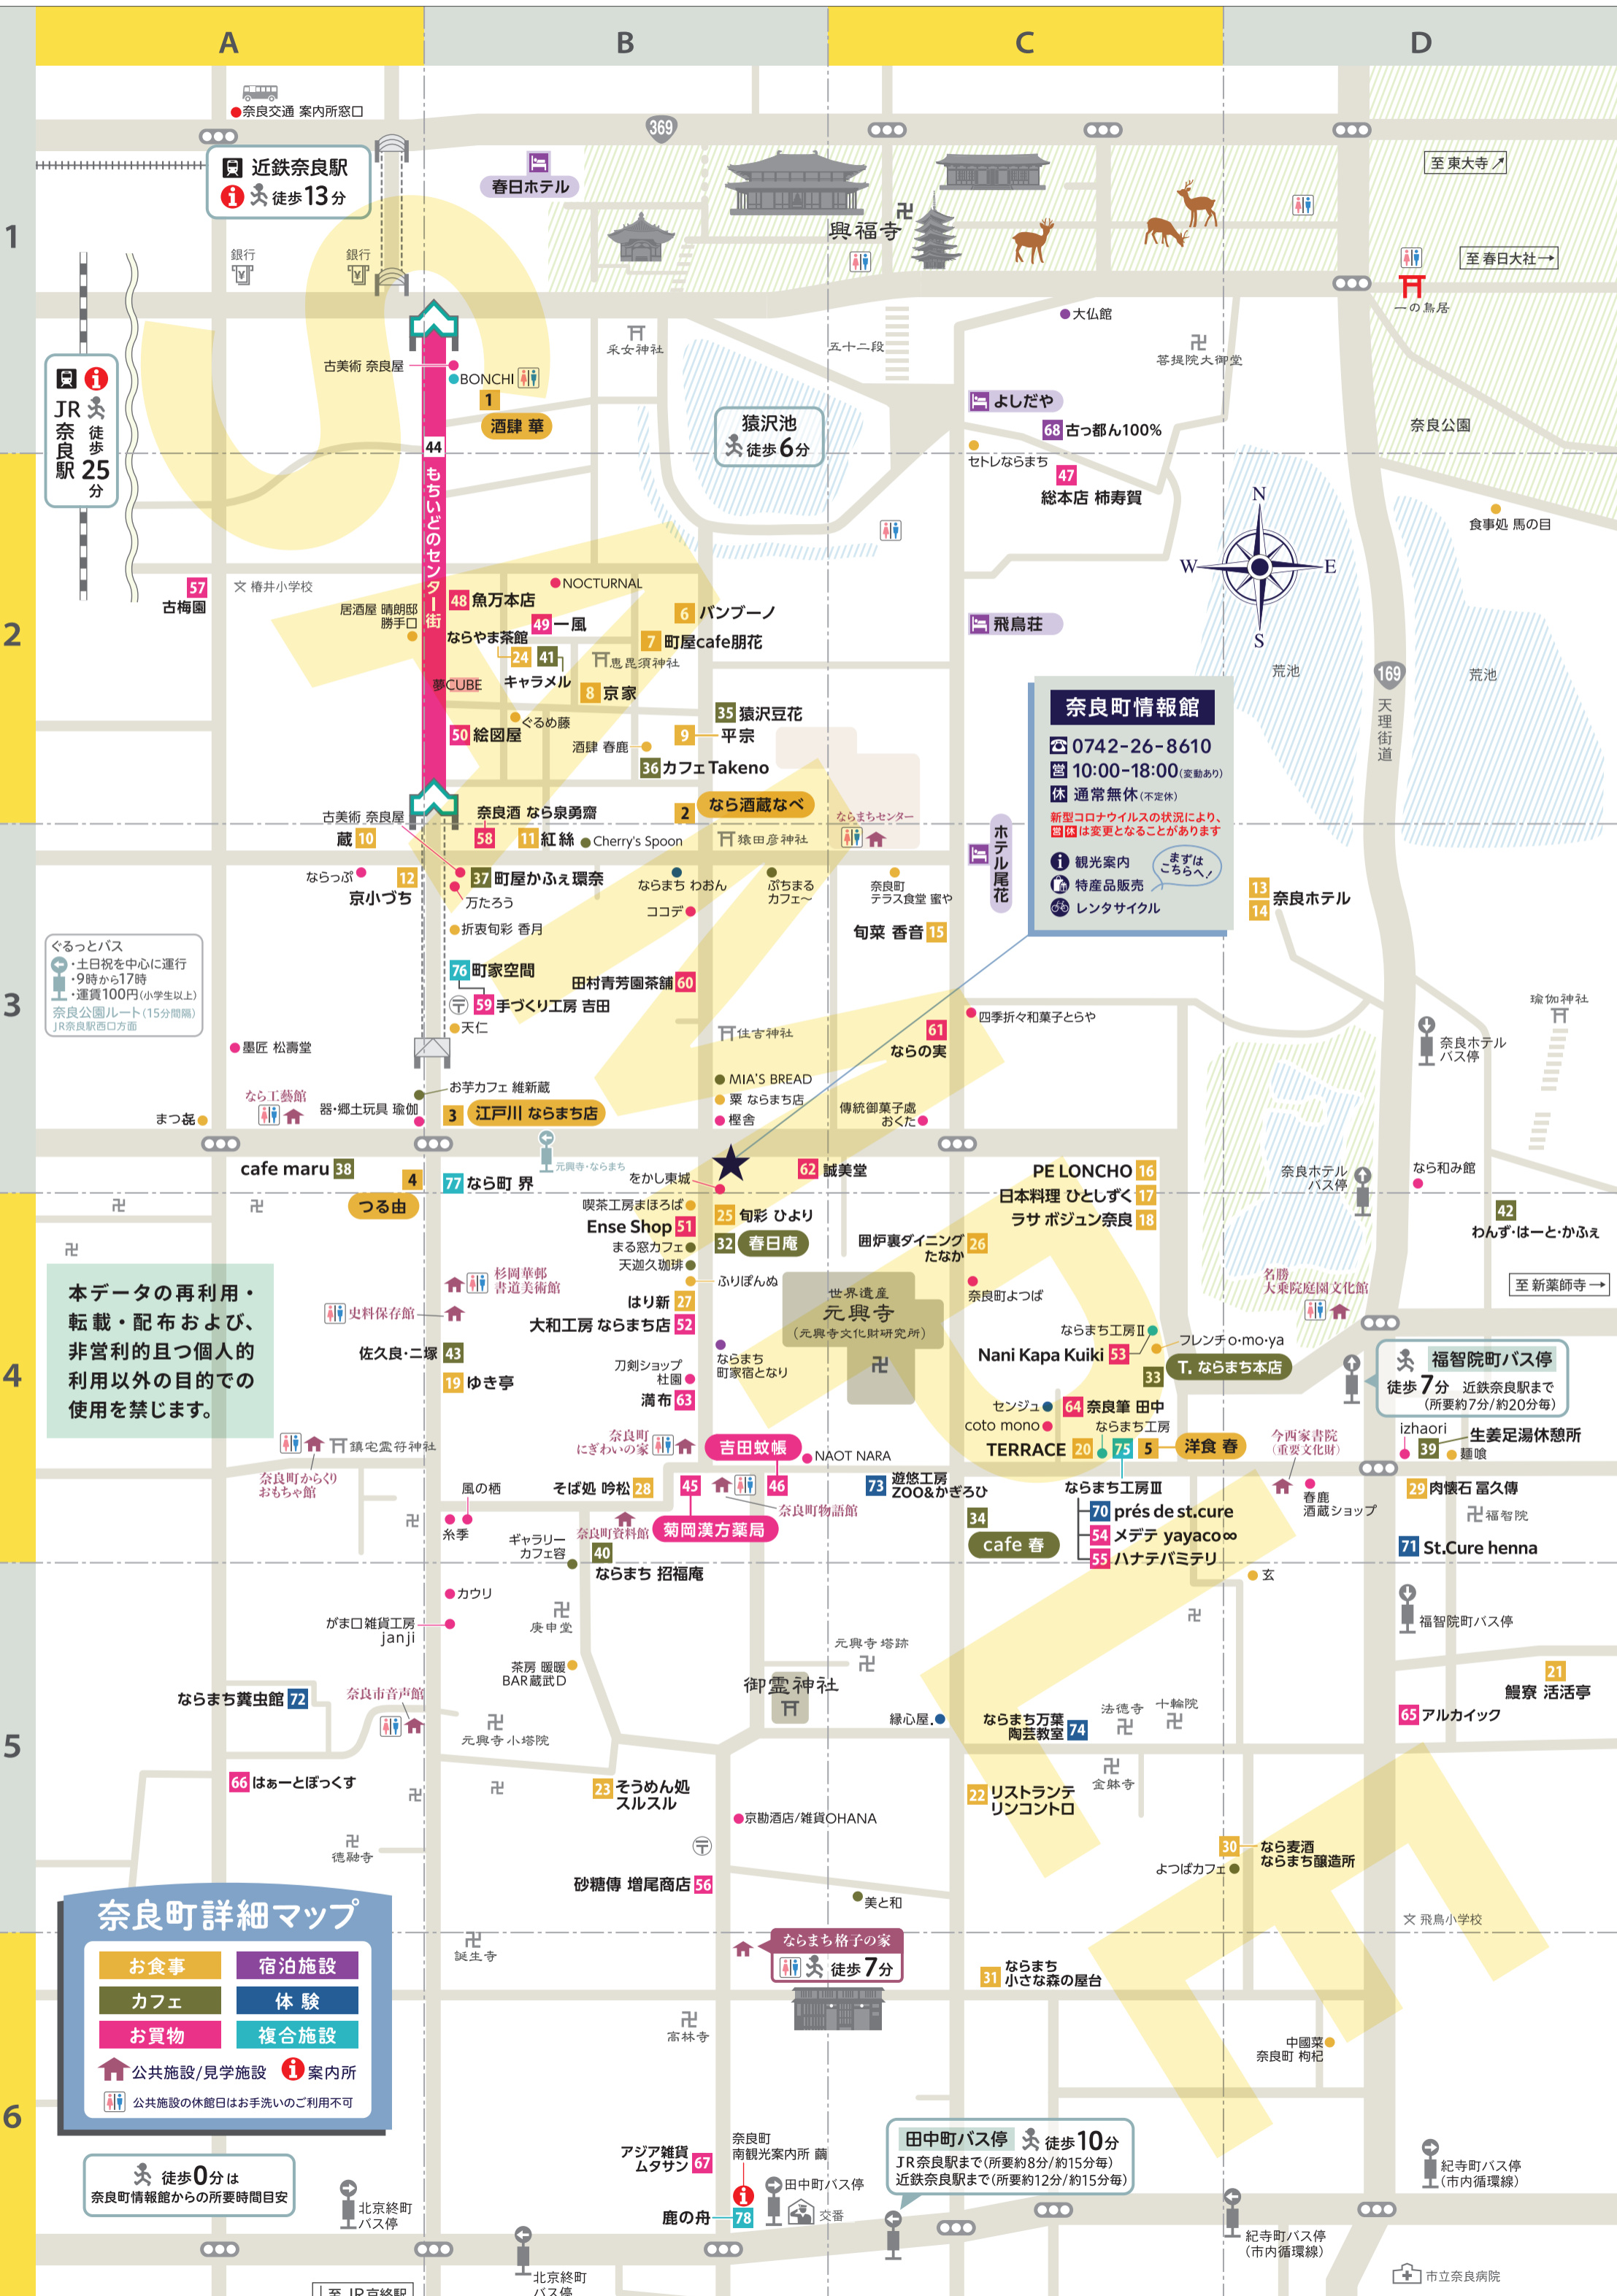 A
B
C
D
1
2
3
4
5
6
奈良交通 案内所窓口
369
近鉄奈良駅
徒歩13分
春日ホテル
興福寺
至 東大寺
至 春日大社
一の鳥居
銀行
銀行
JR奈良駅
徒歩25分
古美術 奈良屋
BONCHI
1
酒肆 華
采女神社
五十二段
大仏館
菩提院大御堂
猿沢池
徒歩6分
よしだや
68 古っ都ん100%
奈良公園
セトレならまち
47
総本店 柿寿賀
44
もちいどのセンター街
食事処 馬の目
N
W
E
S
57
古梅園
椿井小学校
NOCTURNAL
居酒屋 晴朗邸
勝手口
48 魚万本店
49 一風
6 バンブーノ
7 町屋cafe朋花
ならやま茶館
24
41
キャラメル
恵毘須神社
飛鳥荘
夢CUBE
8 京家
荒池
荒池
169
天理街道
ぐるめ藤
35 猿沢豆花
50 絵図屋
9 平宗
酒肆 春鹿
36 カフェTakeno
奈良町情報館
0742-26-8610
営 10:00-18:00(変動あり)
休 通常無休(不定休)
新型コロナウイルスの状況により、
営 休は変更となることがあります
観光案内
特産品販売
レンタサイクル
まずは
こちらへ!
古美術 奈良屋
奈良酒 なら泉勇齋
2 なら酒蔵なべ
ならまちセンター
蔵 10
58
11 紅絲
Cherry's Spoon
猿田彦神社
ホテル尾花
ならっぷ
12
京小づち
37 町屋かふぇ環奈
万たろう
ならまち わおん
ぷちまる
カフェ〜
奈良町
テラス食堂 蜜や
ココデ
13
14
奈良ホテル
折衷旬彩 香月
旬菜 香音 15
ぐるっとバス
・土日祝を中心に運行
・9時から17時
・運賃100円(小学生以上)
奈良公園ルート(15分間隔)
JR奈良駅西口方面
76 町家空間
田村青芳園茶舗 60
59 手づくり工房 吉田
天仁
住吉神社
61
ならの実
四季折々和菓子とらや
瑜伽神社
奈良ホテル
バス停
墨匠 松壽堂
MIA'S BREAD
粟 ならまち店
樫舎
お芋カフェ 維新蔵
なら工藝館
器・郷土玩具 瑜伽
3 江戸川 ならまち店
傳統御菓子處
おくた
元興寺・ならまち
cafe maru 38
4
つる由
77 なら町 界
をかし東城
62 誠美堂
PE LONCHO 16
日本料理 ひとしずく 17
ラサ ボジュン奈良 18
奈良ホテル
バス停
なら和み館
42
わんず・はーと・かふぇ
喫茶工房まほろば
Ense Shop 51
まる窓カフェ
天迦久珈琲
25 旬彩 ひより
32 春日庵
囲炉裏ダイニング
たなか
26
ふりぽんぬ
奈良町よつば
名勝
大乗院庭園文化館
至 新薬師寺
本データの再利用・
転載・配布および、
非営利的且つ個人的
利用以外の目的での
使用を禁じます。
杉岡華邨
書道美術館
史料保存館
はり新 27
大和工房 ならまち店 52
世界遺産
元興寺
(元興寺文化財研究所)
ならまち工房II
フレンチo・mo・ya
Nani Kapa Kuiki 53
33
T. ならまち本店
佐久良・二塚 43
19 ゆき亭
ならまち
町家宿となり
刀剣ショップ
杜園
満布 63
福智院町バス停
徒歩7分 近鉄奈良駅まで
(所要約7分/約20分毎)
センジュ
coto mono
64 奈良筆 田中
ならまち工房
TERRACE 20
75
5
洋食 春
今西家書院
(重要文化財)
izhaori
39
生姜足湯休憩所
麺喰
鎮宅霊符神社
奈良町からくり
おもちゃ館
奈良町
にぎわいの家
吉田蚊帳
NAOT NARA
風の栖
糸季
そば処 吟松 28
45
46
奈良町物語館
73 遊悠工房
ZOO&かぎろひ
ならまち工房III
70 prés de st.cure
54 メデテ yayaco∞
55 ハナテバミテリ
春鹿
酒蔵ショップ
29 肉懐石 冨久傳
福智院
34
cafe 春
奈良町資料館
菊岡漢方薬局
ギャラリー
カフェ容
40
ならまち 招福庵
71 St.Cure henna
玄
カウリ
がま口雑貨工房
janji
庚申堂
福智院町バス停
元興寺塔跡
茶房 暖暖
BAR蔵武D
御霊神社
21
鰻寮 活活亭
ならまち糞虫館 72
奈良市音声館
元興寺小塔院
縁心屋.
ならまち万葉
陶芸教室
74
法徳寺
十輪院
65 アルカイック
金躰寺
66 はぁーとぼっくす
23 そうめん処
スルスル
22 リストランテ
リンコントロ
京勘酒店/雑貨OHANA
30 なら麦酒
ならまち醸造所
よつばカフェ
徳融寺
砂糖傳 増尾商店 56
美と和
飛鳥小学校
奈良町詳細マップ
お食事
宿泊施設
カフェ
体験
お買物
複合施設
公共施設/見学施設
案内所
公共施設の休館日はお手洗いのご利用不可
誕生寺
ならまち格子の家
徒歩7分
31 ならまち
小さな森の屋台
高林寺
中國菜
奈良町 枸杞
徒歩0分は
奈良町情報館からの所要時間目安
アジア雑貨
ムタサン
67
奈良町
南観光案内所 繭
鹿の舟 78
田中町バス停
交番
田中町バス停 徒歩10分
JR奈良駅まで(所要約8分/約15分毎)
近鉄奈良駅まで(所要約12分/約15分毎)
北京終町
バス停
北京終町
バス停
至 JR京終駅
紀寺町バス停
(市内循環線)
紀寺町バス停
(市内循環線)
市立奈良病院
SAMPLE